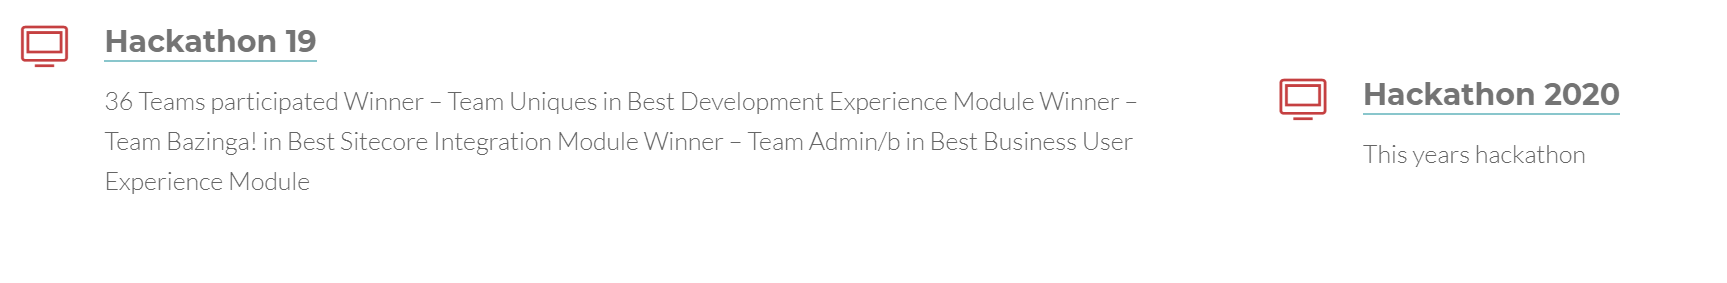 Hackathon 19
36 Teams participated Winner – Team Uniques in Best Development Experience Module Winner –
Team Bazinga! in Best Sitecore Integration Module Winner – Team Admin/b in Best Business User
Experience Module
Hackathon 2020
This years hackathon